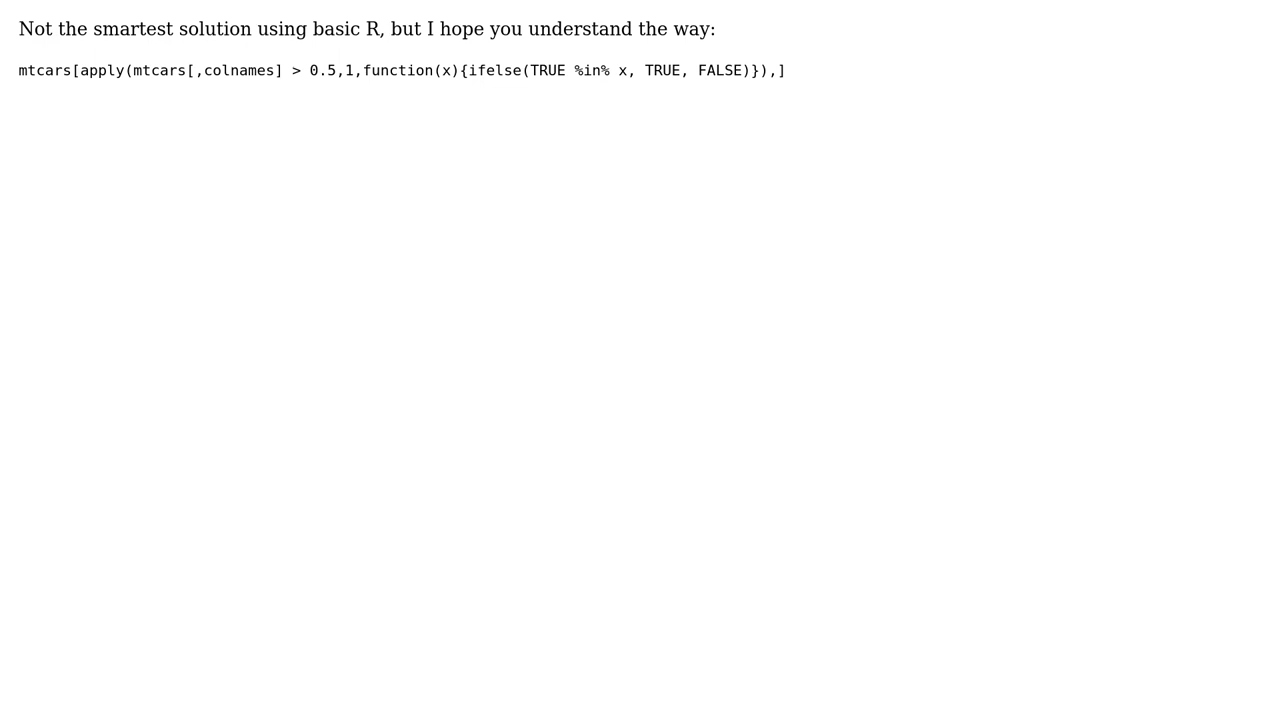 Not the smartest solution using basic R, but I hope you understand the way:
mtcars[apply(mtcars[,colnames] > 0.5,1,function(x){ifelse(TRUE %in% x, TRUE, FALSE)}),]